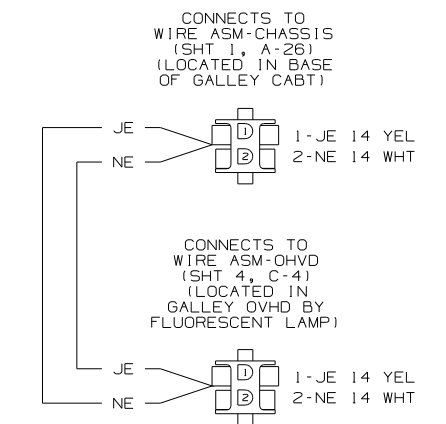 CONNECTS TO
WIRE ASM-CHASSIS
(SHT 1, A-26)
(LOCATED IN BASE
OF GALLEY CABT)
JE
NE
1
2
1-JE 14 YEL
2-NE 14 WHT
CONNECTS TO
WIRE ASM-OHVD
(SHT 4, C-4)
(LOCATED IN
GALLEY OVHD BY
FLUORESCENT LAMP)
JE
NE
1
2
1-JE 14 YEL
2-NE 14 WHT